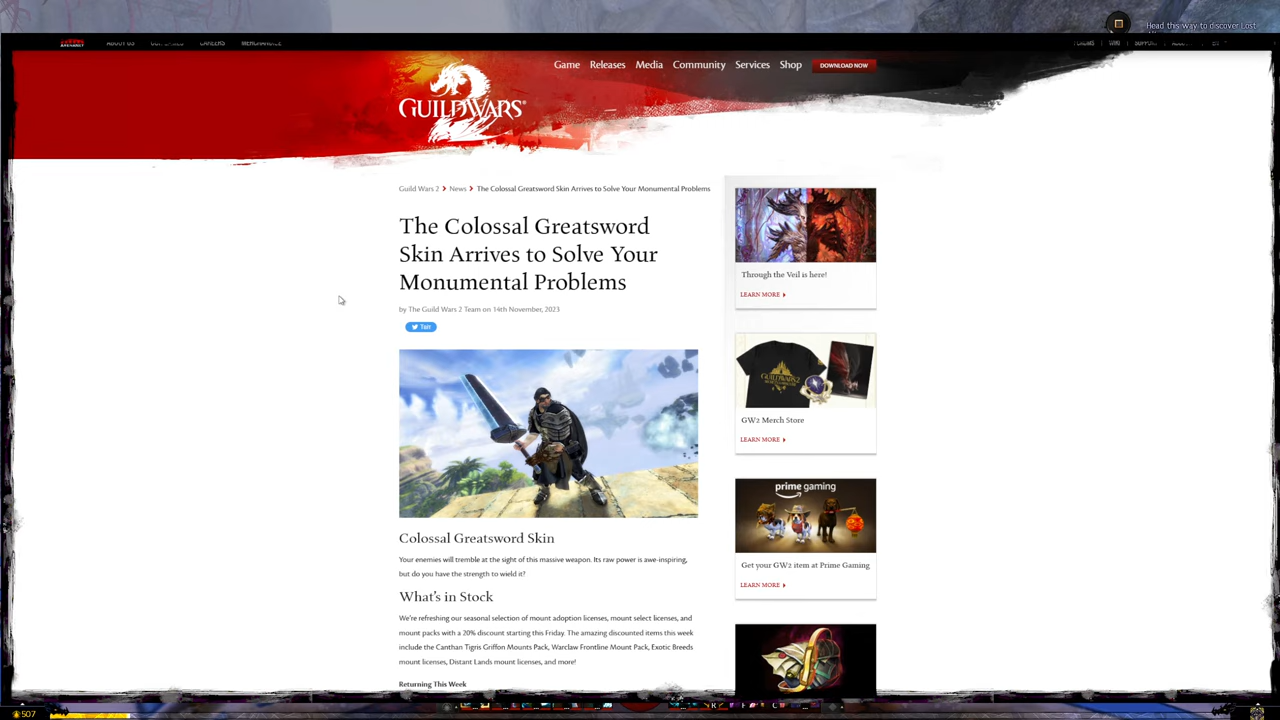 Head this way to discover Lost
ABOUT US
CAREERS
WIKI
Game Releases Media Community Services Shop DOWNLOAD NOW
GUILD WARS 2
Guild Wars 2 > News > The Colossal Greatsword Skin Arrives to Solve Your Monumental Problems
The Colossal Greatsword
Skin Arrives to Solve Your
Monumental Problems
by The Guild Wars 2 Team on 14th November, 2023
Colossal Greatsword Skin
Your enemies will tremble at the sight of this massive weapon. Its raw power is awe-inspiring,
but do you have the strength to wield it?
What's in Stock
We're refreshing our seasonal selection of mount adoption licenses, mount select licenses, and
mount packs with a 20% discount starting this Friday. The amazing discounted items this week
include the Canthan Tigris Griffon Mounts Pack, Warclaw Frontline Mount Pack, Exotic Breeds
mount licenses, Distant Lands mount licenses, and more!
Returning This Week
Through the Veil is here!
LEARN MORE
GUILD WARS 2
GW2 Merch Store
LEARN MORE
prime gaming
Get your GW2 item at Prime Gaming
LEARN MORE
507